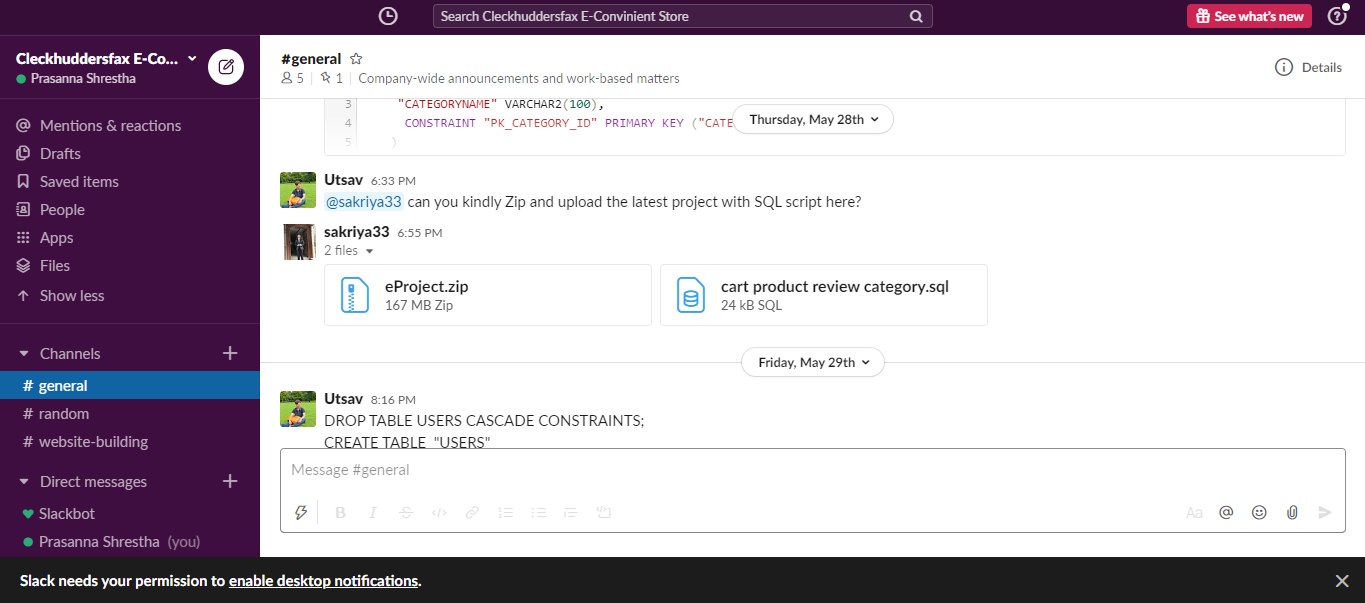 Search Cleckhuddersfax E-Convinient Store
See what's new
Cleckhuddersfax E-Co...
Prasanna Shrestha
Mentions & reactions
Drafts
Saved items
People
Apps
Files
Show less
Channels
# general
# random
# website-building
Direct messages
Slackbot
Prasanna Shrestha (you)
#general
5 | 1 | Company-wide announcements and work-based matters
Details
3 "CATEGORYNAME" VARCHAR2(100),
4 CONSTRAINT "PK_CATEGORY_ID" PRIMARY KEY ("CATE
5 )
Thursday, May 28th
Utsav 6:33 PM
@sakriya33 can you kindly Zip and upload the latest project with SQL script here?
sakriya33 6:55 PM
2 files
eProject.zip
167 MB Zip
cart product review category.sql
24 kB SQL
Friday, May 29th
Utsav 8:16 PM
DROP TABLE USERS CASCADE CONSTRAINTS;
CREATE TABLE "USERS"
Message #general
B I S </> Aa @
Slack needs your permission to enable desktop notifications.